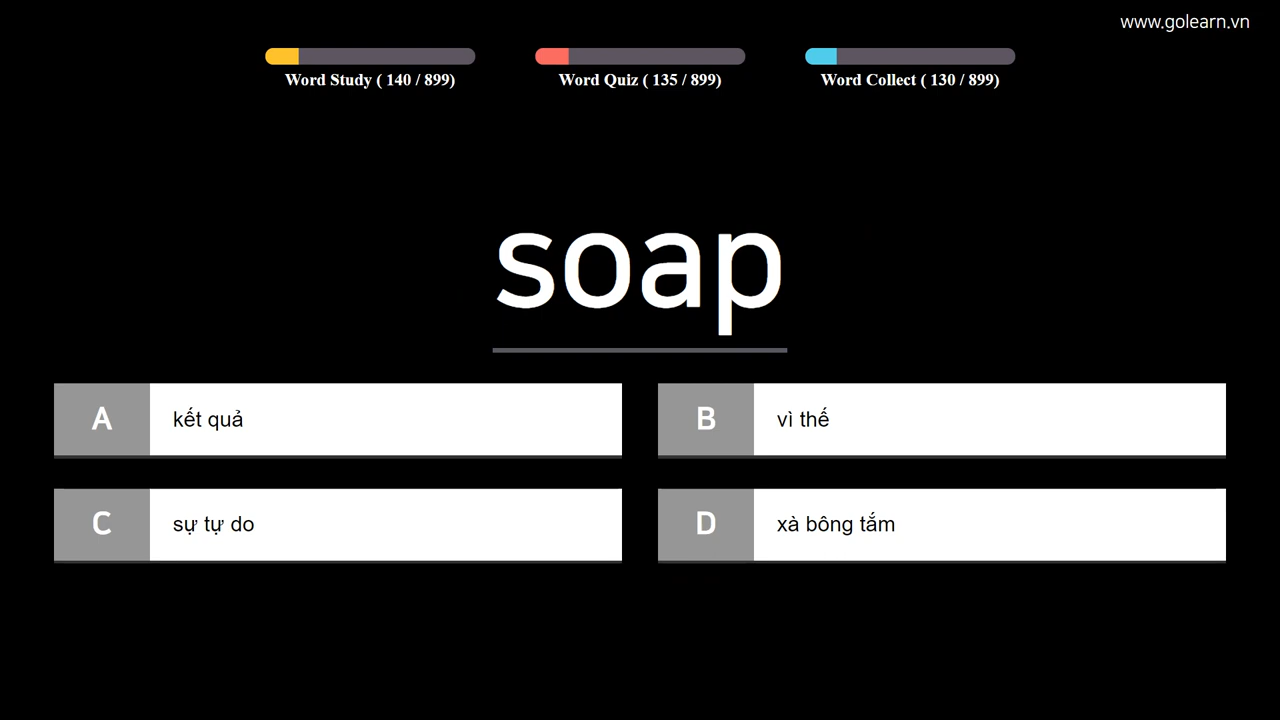 www.golearn.vn
Word Study ( 140 / 899)
Word Quiz ( 135 / 899)
Word Collect ( 130 / 899)
soap
A kết quả
B vì thế
C sự tự do
D xà bông tắm